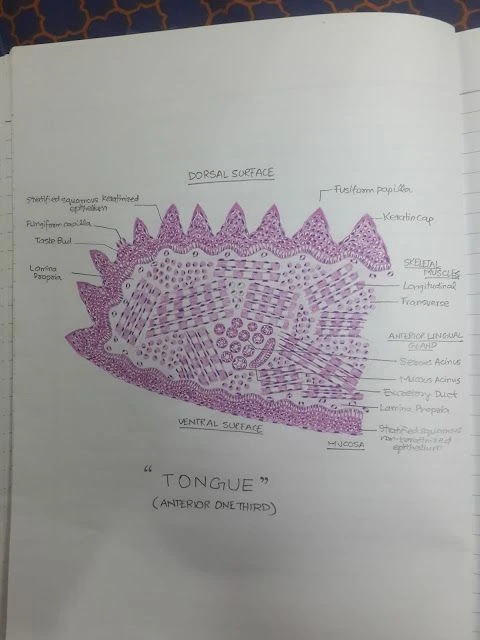 DORSAL SURFACE
Fusiform papilla
Stratified squamous keratinized
epithelium
Keratin Cap
Fungiform papilla
Taste Bud
Lamina
Propria
SKELETAL
MUSCLES
Longitudinal
Transverse
ANTERIOR LINGUAL
GLAND
Serous Acinus
Mucous Acinus
Excretory Duct
Lamina Propria
Stratified squamous
non-keratinized
epithelium
VENTRAL SURFACE
MUCOSA
“TONGUE”
(ANTERIOR ONE THIRD)